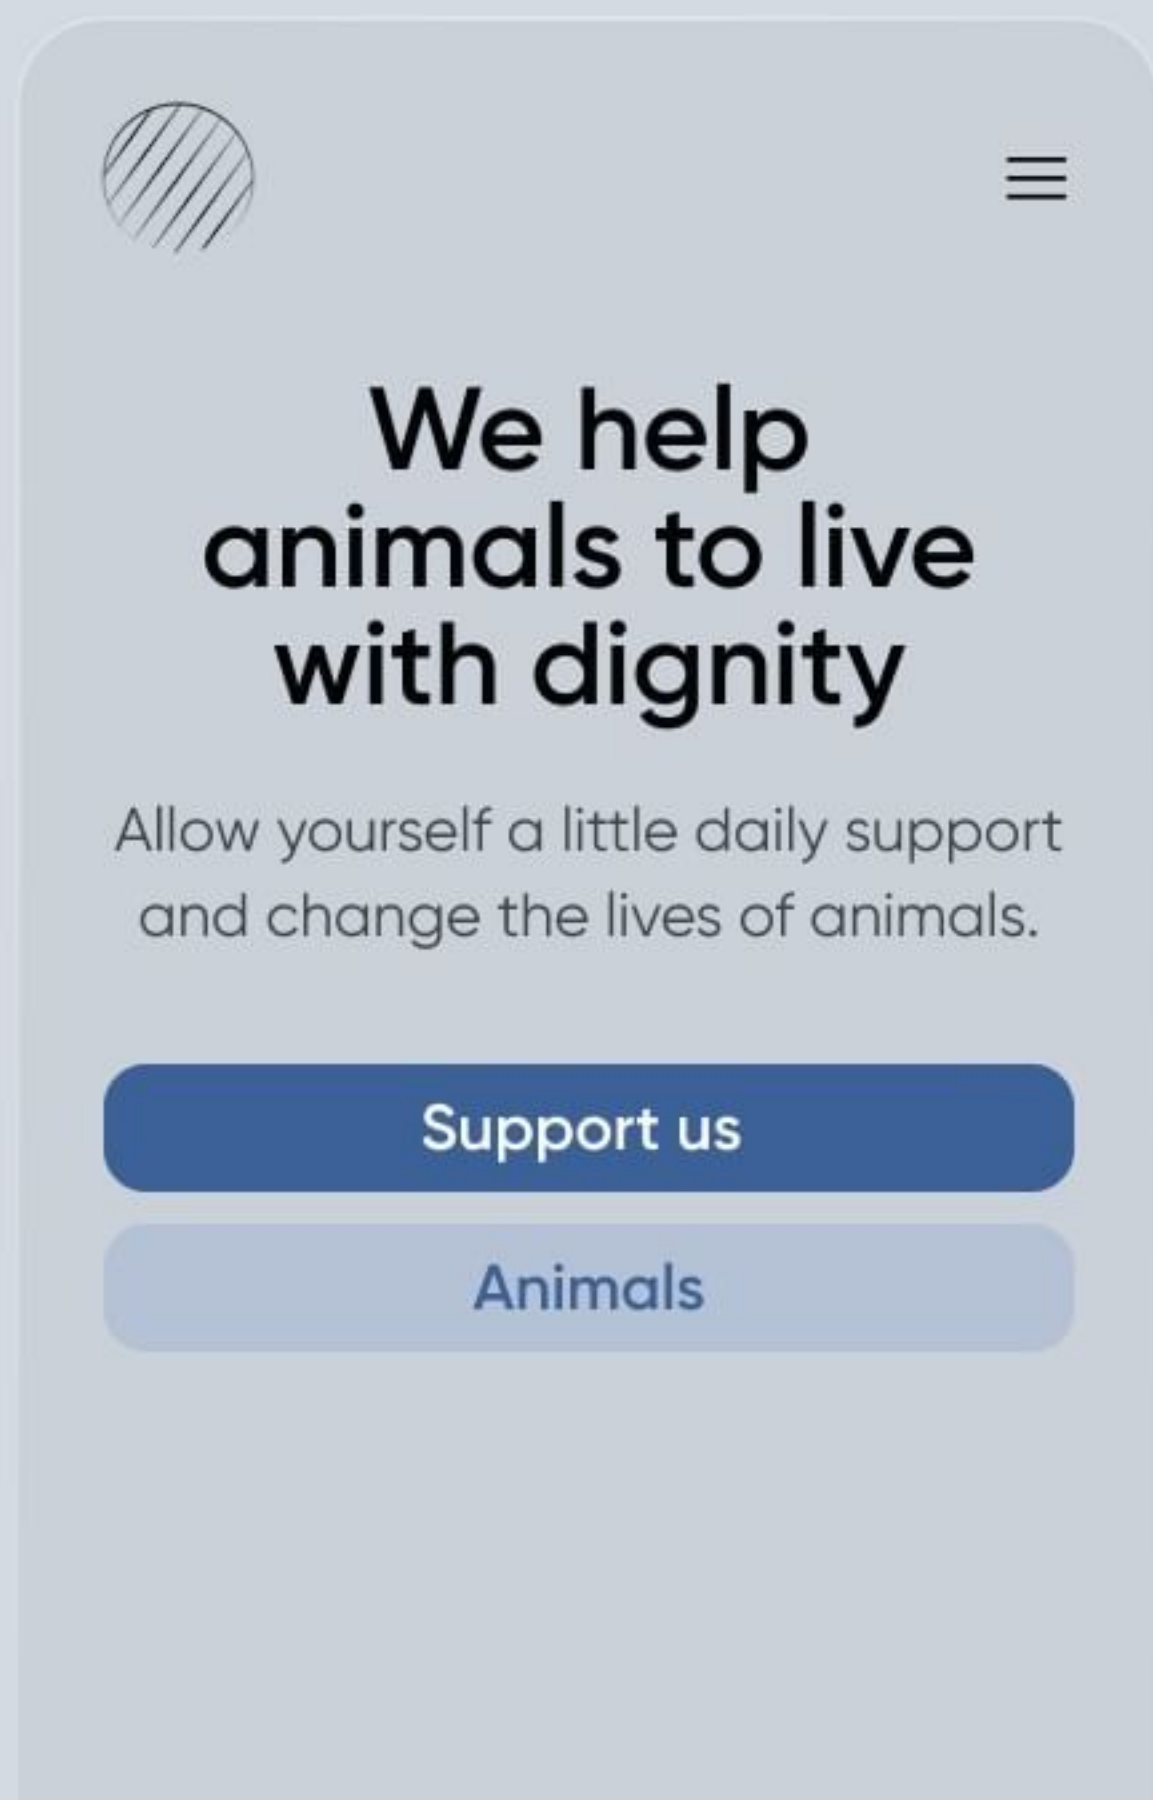 We help
animals to live
with dignity
Allow yourself a little daily support
and change the lives of animals.
Support us
Animals